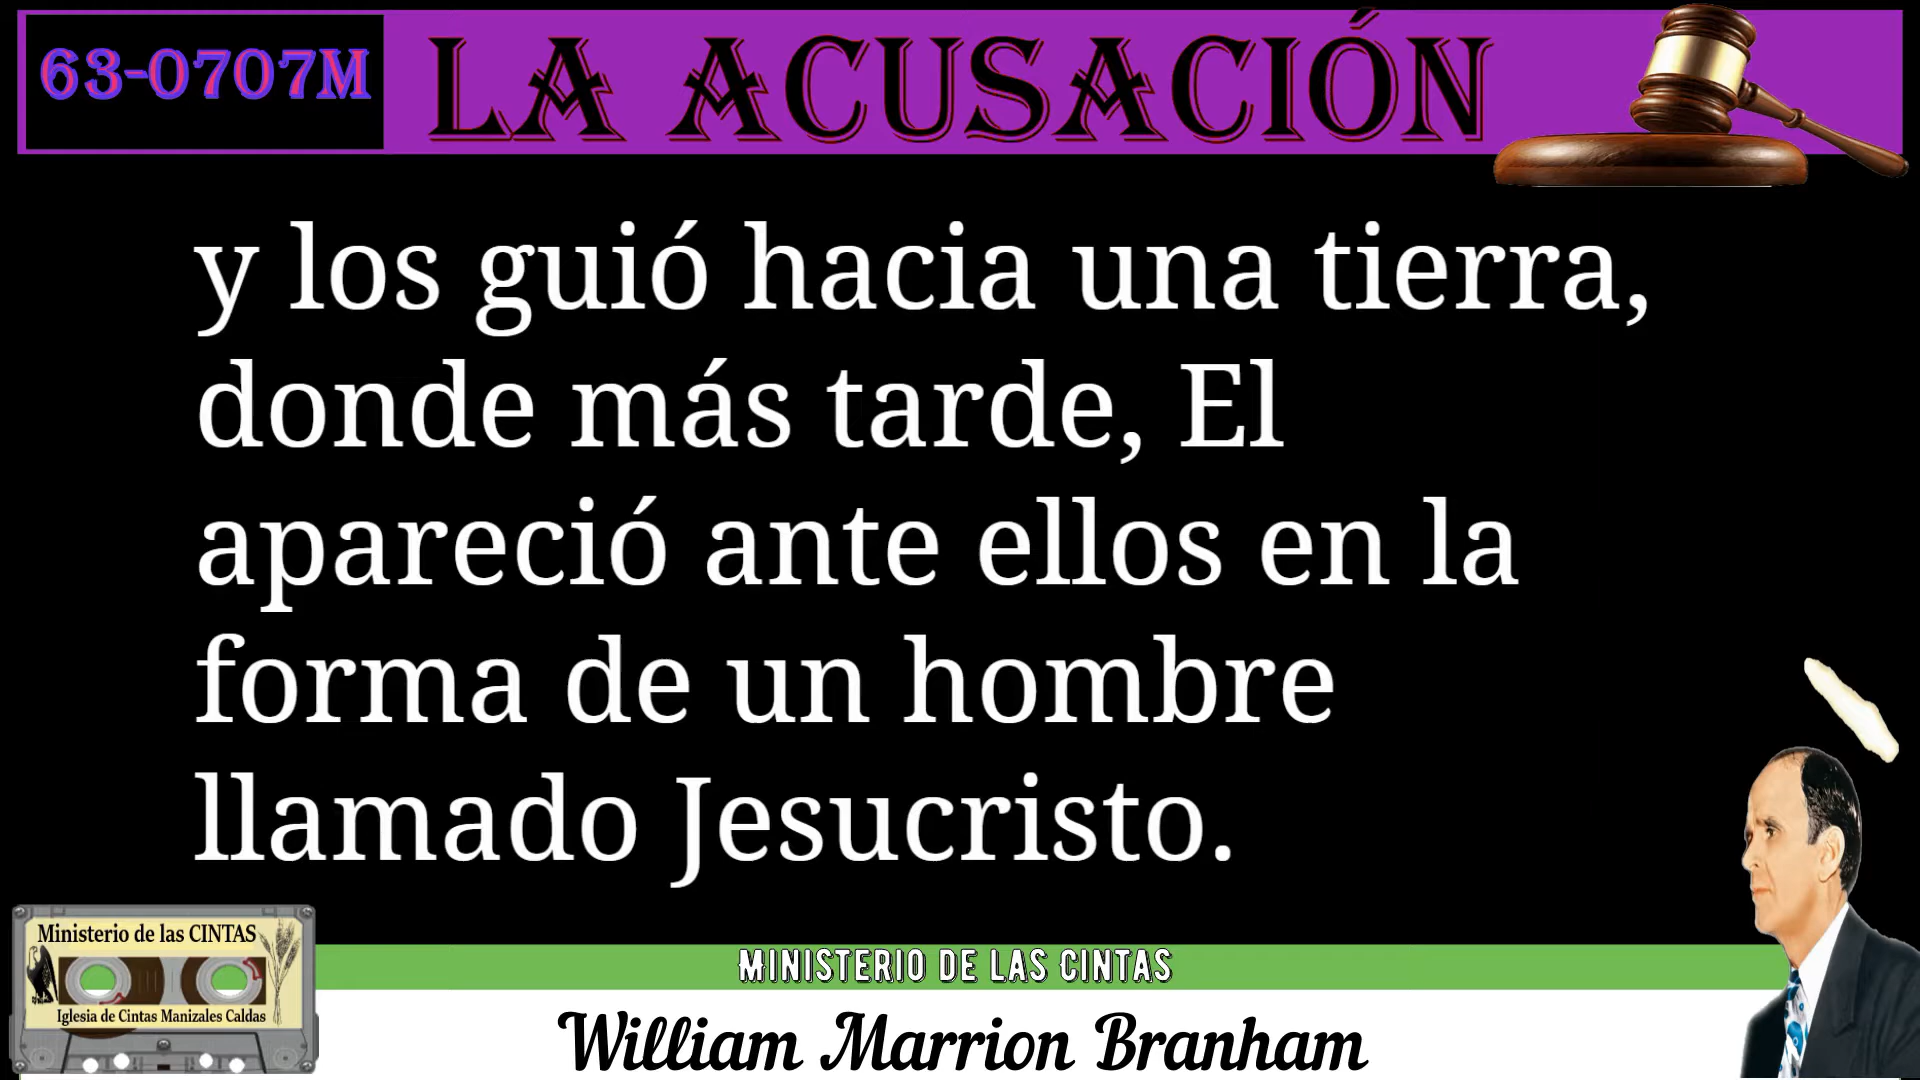 63-0707M
LA ACUSACIÓN
y los guió hacia una tierra,
donde más tarde, El
apareció ante ellos en la
forma de un hombre
llamado Jesucristo.
Ministerio de las CINTAS
Iglesia de Cintas Manizales Caldas
MINISTERIO DE LAS CINTAS
William Marrion Branham